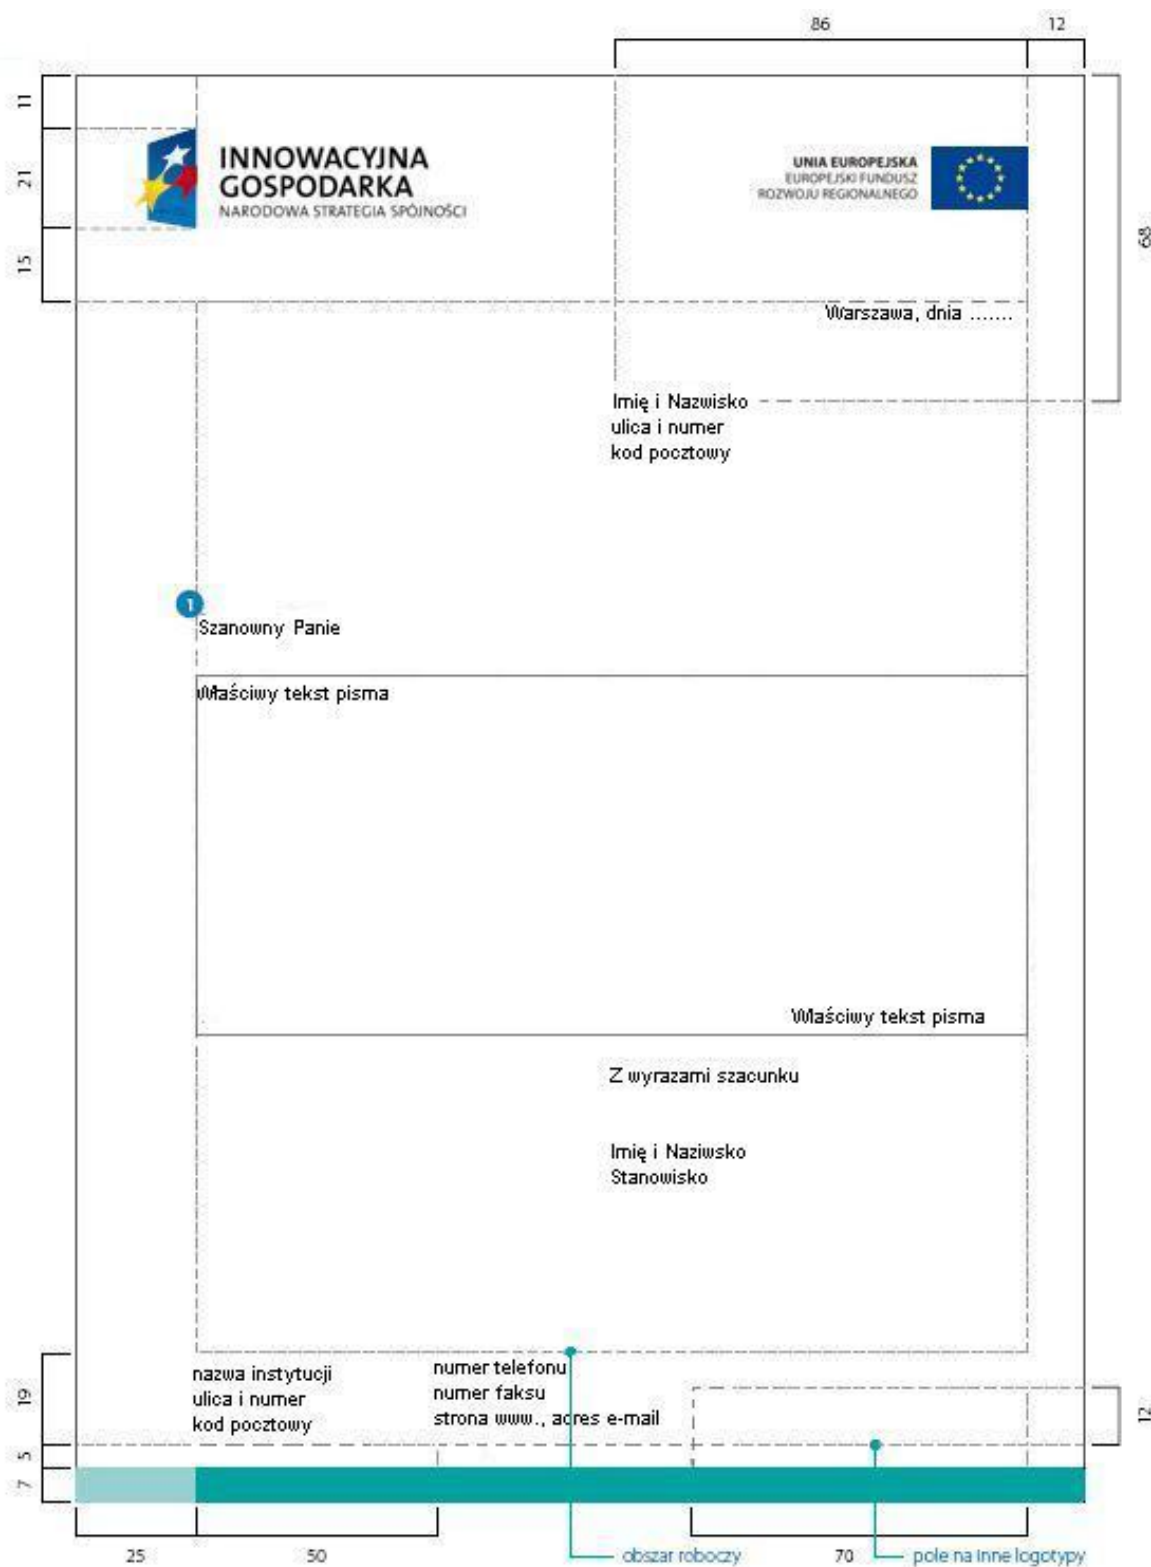 86
12
11
21
15
68
INNOWACYJNA
GOSPODARKA
NARODOWA STRATEGIA SPÓJNOŚCI
UNIA EUROPEJSKA
EUROPEJSKI FUNDUSZ
ROZWOJU REGIONALNEGO
Warszawa, dnia .......
Imię i Nazwisko
ulica i numer
kod pocztowy
1
Szanowny Panie
Właściwy tekst pisma
Właściwy tekst pisma
Z wyrazami szacunku
Imię i Naziwsko
Stanowisko
nazwa instytucji
ulica i numer
kod pocztowy
numer telefonu
numer faksu
strona www., adres e-mail
19
5
7
12
25
50
obszar roboczy
70
pole na inne logotypy